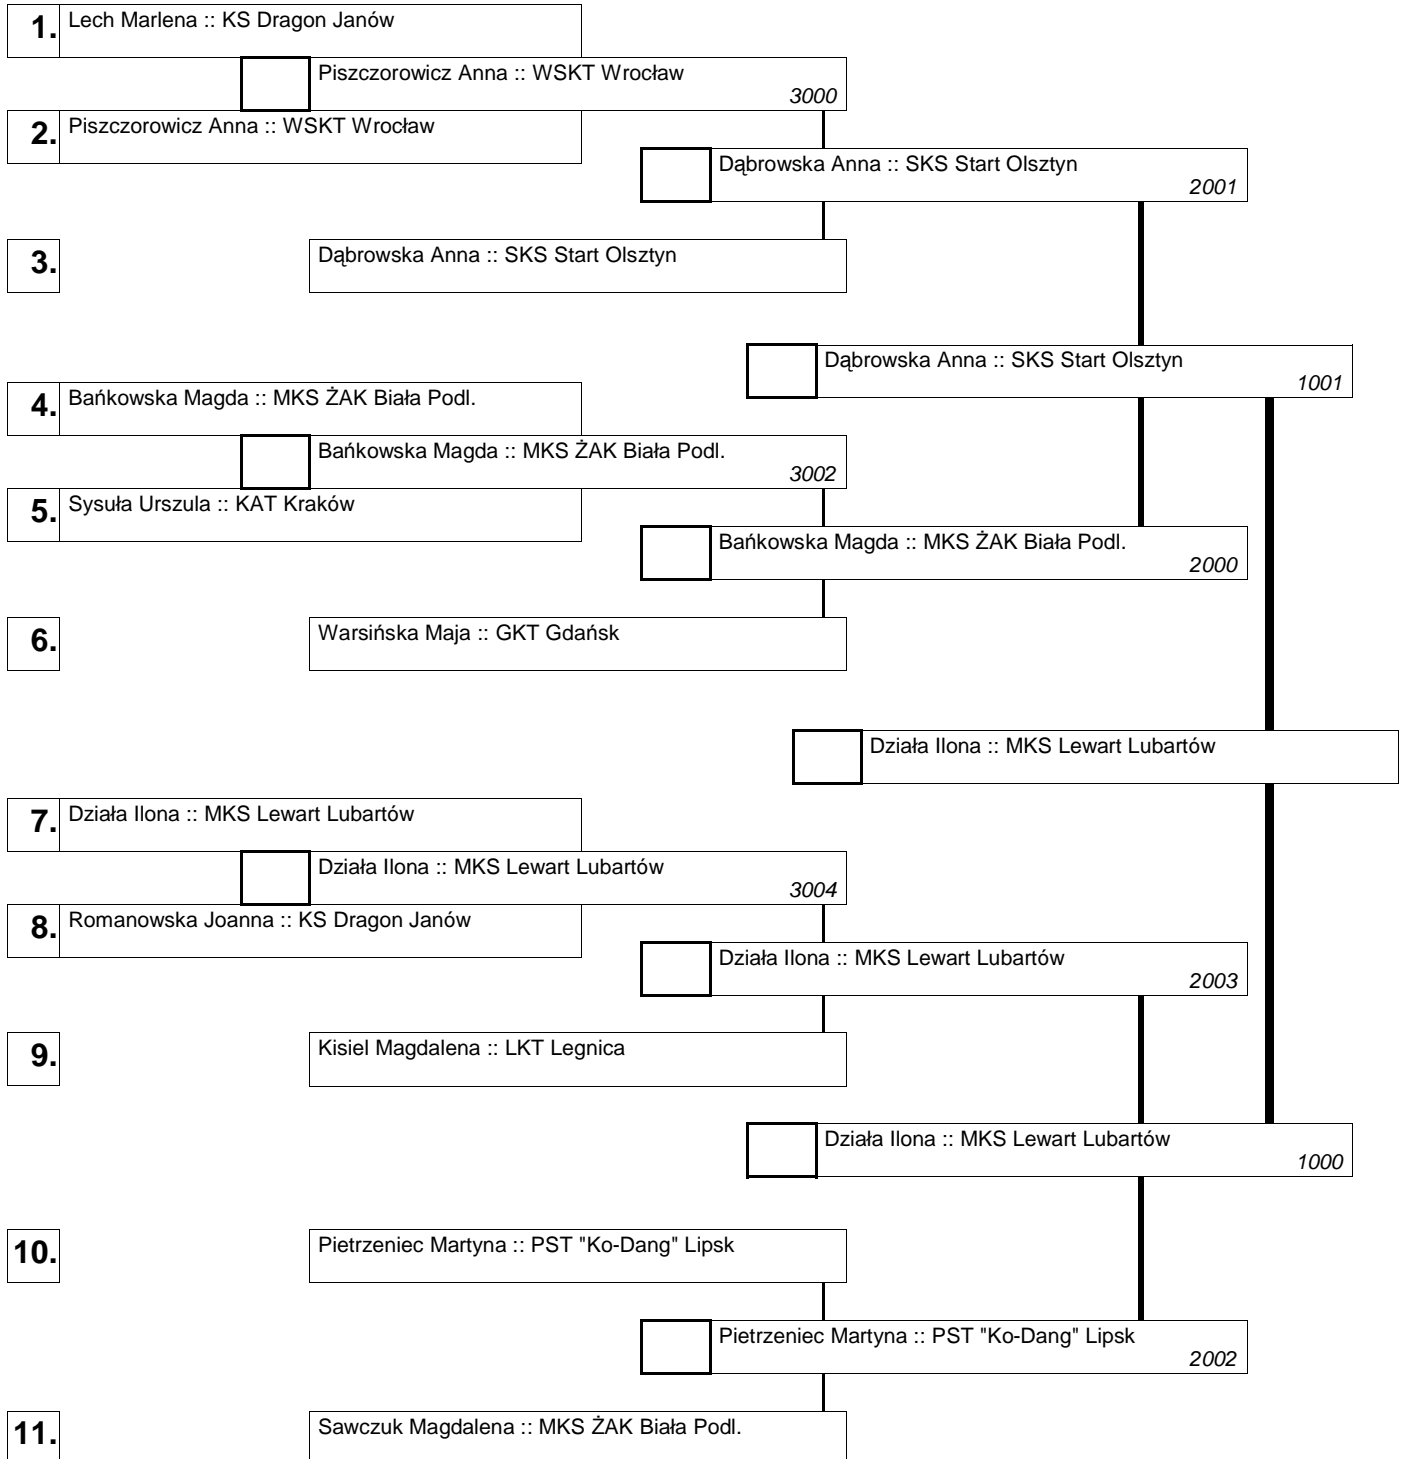 1. Lech Marlena :: KS Dragon Janów
Piszczorowicz Anna :: WSKT Wrocław
3000
2. Piszczorowicz Anna :: WSKT Wrocław
Dąbrowska Anna :: SKS Start Olsztyn
2001
3. Dąbrowska Anna :: SKS Start Olsztyn
Dąbrowska Anna :: SKS Start Olsztyn
1001
4. Bańkowska Magda :: MKS ŻAK Biała Podl.
Bańkowska Magda :: MKS ŻAK Biała Podl.
3002
5. Sysuła Urszula :: KAT Kraków
Bańkowska Magda :: MKS ŻAK Biała Podl.
2000
6. Warsińska Maja :: GKT Gdańsk
Działa Ilona :: MKS Lewart Lubartów
7. Działa Ilona :: MKS Lewart Lubartów
Działa Ilona :: MKS Lewart Lubartów
3004
8. Romanowska Joanna :: KS Dragon Janów
Działa Ilona :: MKS Lewart Lubartów
2003
9. Kisiel Magdalena :: LKT Legnica
Działa Ilona :: MKS Lewart Lubartów
1000
10. Pietrzeniec Martyna :: PST "Ko-Dang" Lipsk
Pietrzeniec Martyna :: PST "Ko-Dang" Lipsk
2002
11. Sawczuk Magdalena :: MKS ŻAK Biała Podl.